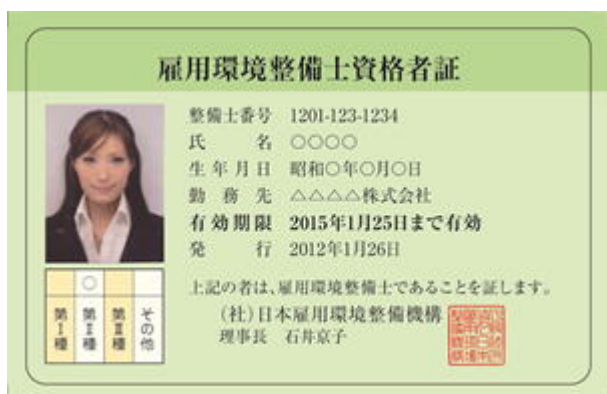 雇用環境整備士資格者証
整備士番号 1201-123-1234
氏名 ○○○○
生年月日 昭和○年○月○日
勤務先 △△△△株式会社
有効期限 2015年1月25日まで有効
発行 2012年1月26日
○
第Ⅰ種 第Ⅱ種 第Ⅲ種 その他
上記の者は、雇用環境整備士であることを証します。
(社)日本雇用環境整備機構
理事長 石井京子